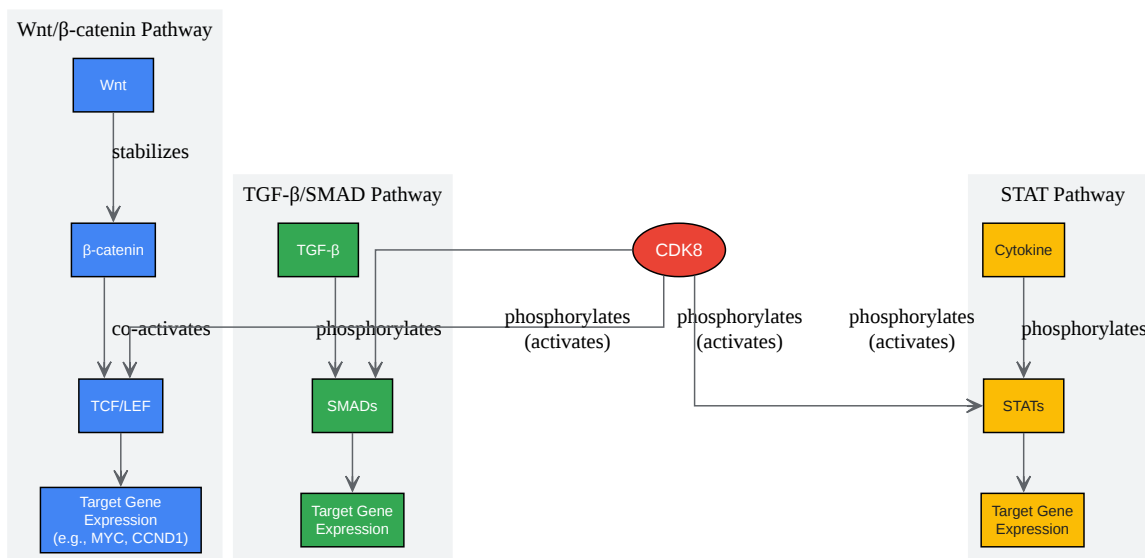 Wnt/β-catenin Pathway
Wnt
stabilizes
TGF-β/SMAD Pathway
STAT Pathway
β-catenin
TGF-β
CDK8
Cytokine
co-activates
phosphorylates
phosphorylates
(activates)
phosphorylates
(activates)
phosphorylates
(activates)
phosphorylates
TCF/LEF
SMADs
STATs
Target Gene
Expression
(e.g., MYC, CCND1)
Target Gene
Expression
Target Gene
Expression